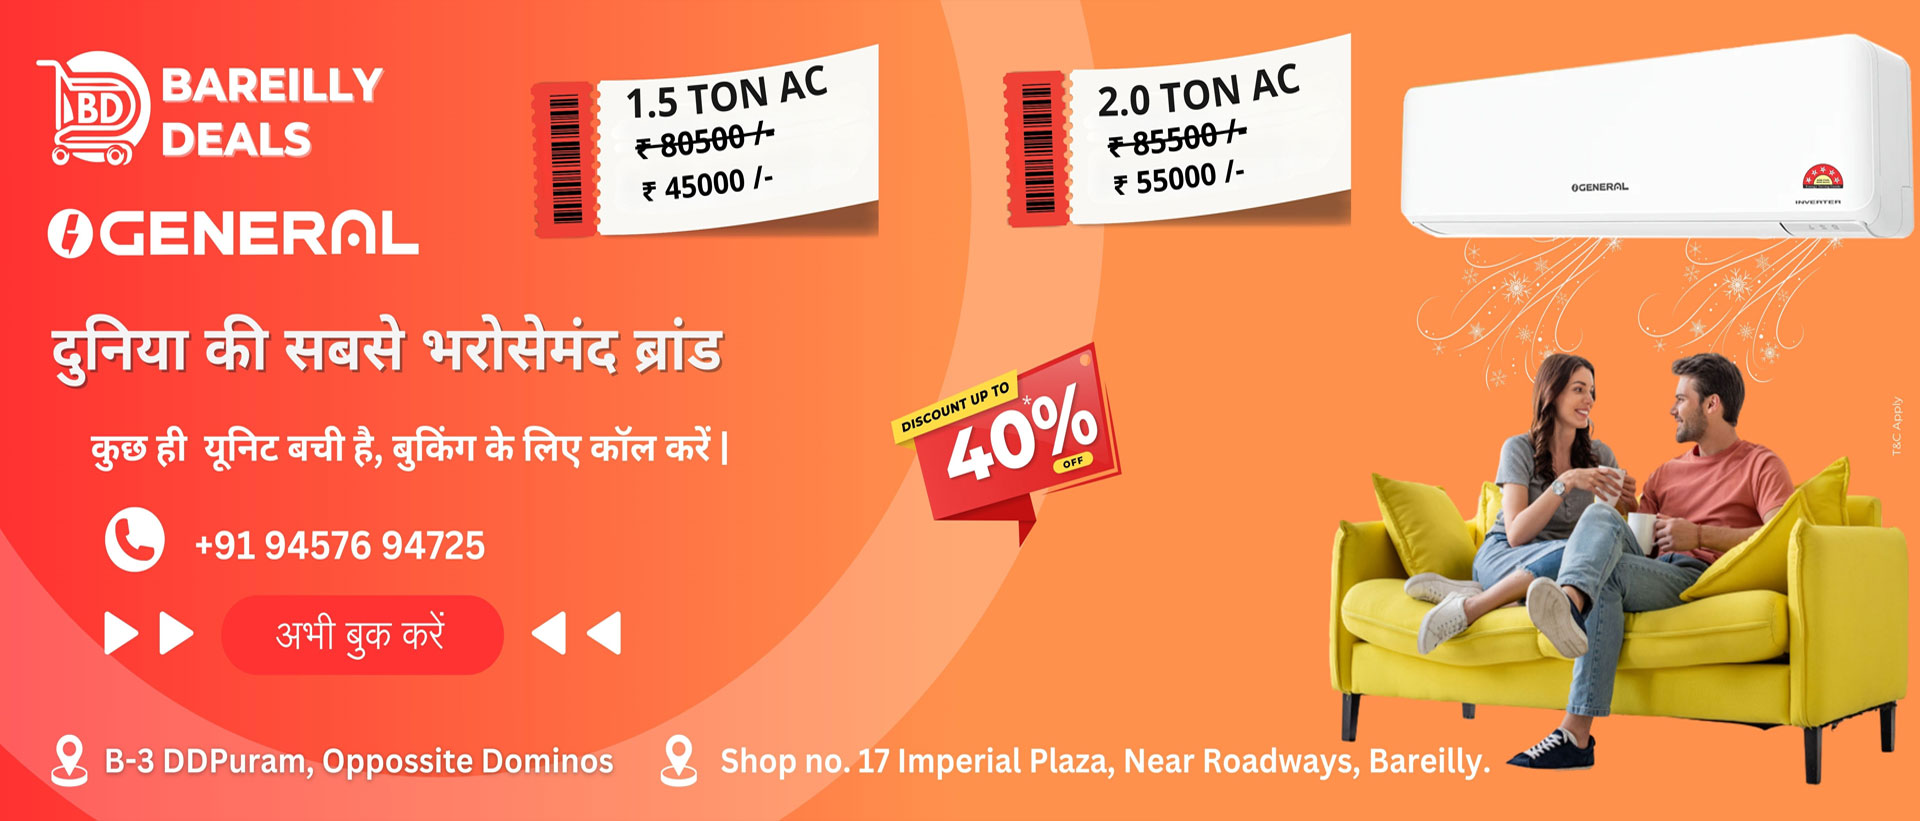 BD
BAREILLY
DEALS
GENERAL
1.5 TON AC
₹ 80500 /-
₹ 45000 /-
2.0 TON AC
₹ 85500 /-
₹ 55000 /-
GENERAL
INVERTER
दुनिया की सबसे भरोसेमंद ब्रांड
कुछ ही यूनिट बची है, बुकिंग के लिए कॉल करें |
+91 94576 94725
अभी बुक करें
DISCOUNT UP TO
40%*
OFF
T&C Apply
B-3 DDPuram, Oppossite Dominos
Shop no. 17 Imperial Plaza, Near Roadways, Bareilly.